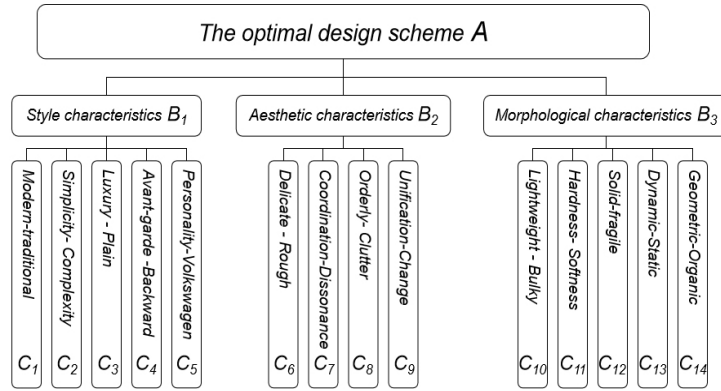 The optimal design scheme A
Style characteristics B1
Aesthetic characteristics B2
Morphological characteristics B3
Modern-traditional C1
Simplicity- Complexity C2
Luxury - Plain C3
Avant-garde -Backward C4
Personality-Volkswagen C5
Delicate - Rough C6
Coordination-Dissonance C7
Orderly- Clutter C8
Unification-Change C9
Lightweight - Bulky C10
Hardness- Softness C11
Solid-fragile C12
Dynamic-Static C13
Geometric-Organic C14